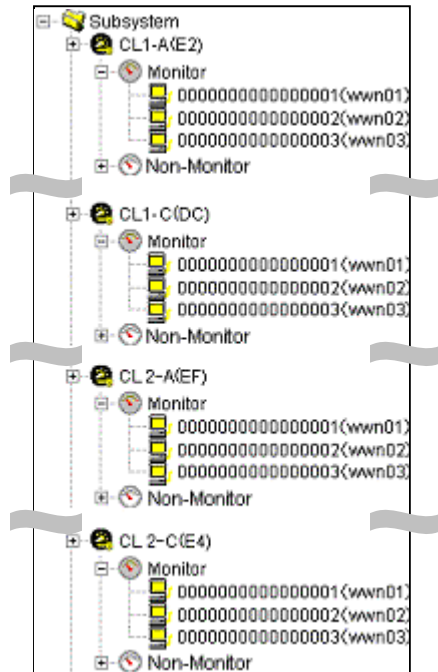 Subsystem
CL1-A(E2)
Monitor
0000000000000001(wwn01)
0000000000000002(wwn02)
0000000000000003(wwn03)
Non-Monitor
CL1-C(DC)
Monitor
0000000000000001(wwn01)
0000000000000002(wwn02)
0000000000000003(wwn03)
Non-Monitor
CL2-A(EF)
Monitor
0000000000000001(wwn01)
0000000000000002(wwn02)
0000000000000003(wwn03)
Non-Monitor
CL2-C(E4)
Monitor
0000000000000001(wwn01)
0000000000000002(wwn02)
0000000000000003(wwn03)
Non-Monitor